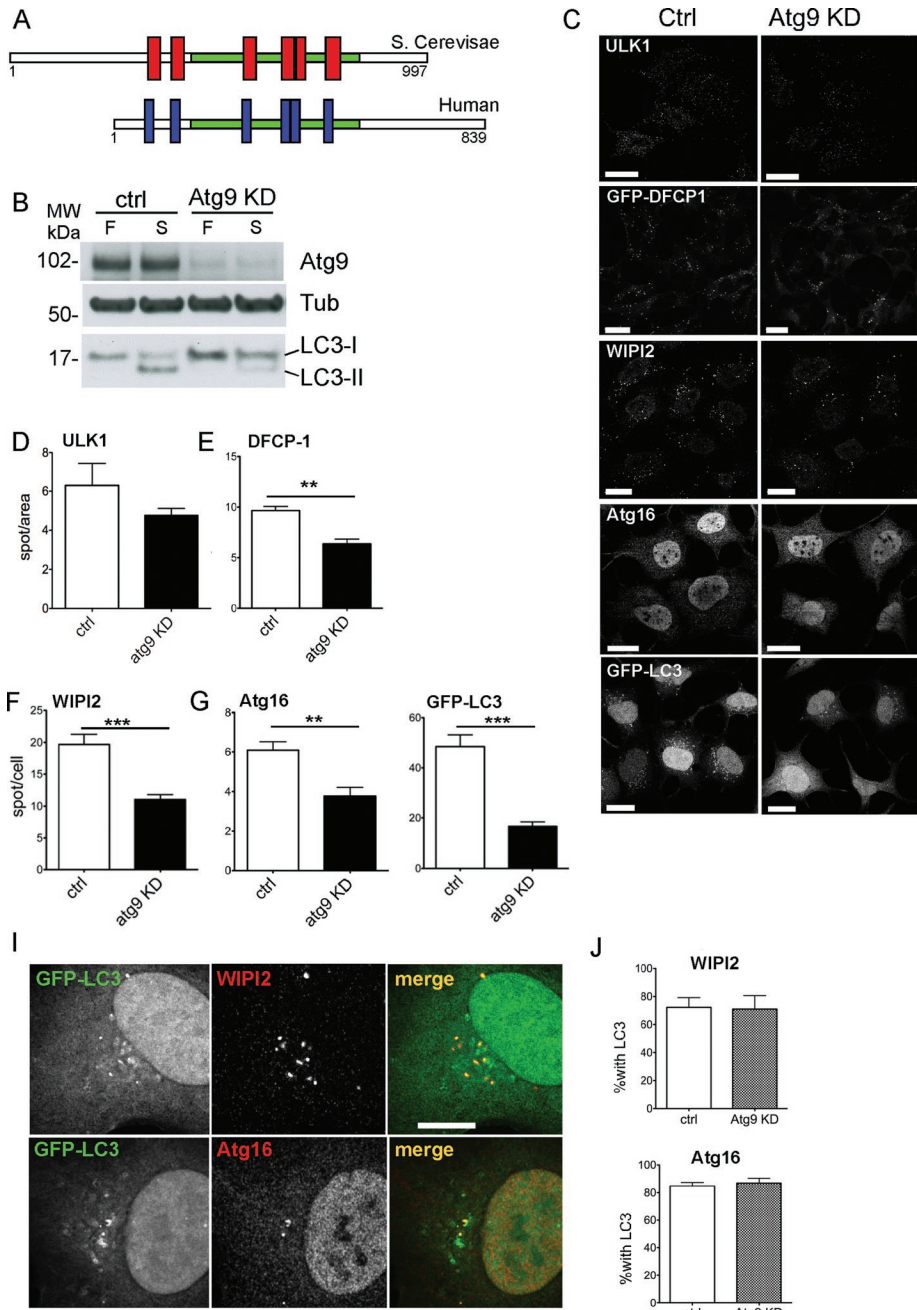 A
S. Cerevisae
1
997
Human
1
839
B
ctrl
Atg9 KD
MW
kDa
F S F S
102-
Atg9
50-
Tub
17-
LC3-I
LC3-II
C
Ctrl
Atg9 KD
ULK1
GFP-DFCP1
WIPI2
Atg16
GFP-LC3
D
ULK1
spot/area
8
6
4
2
0
ctrl
atg9 KD
E
DFCP-1
**
15
10
5
0
ctrl
atg9 KD
F
WIPI2
***
spot/cell
25
20
15
10
5
0
ctrl
atg9 KD
G
Atg16
**
8
6
4
2
0
ctrl
atg9 KD
GFP-LC3
***
60
40
20
0
ctrl
atg9 KD
I
GFP-LC3
WIPI2
merge
GFP-LC3
Atg16
merge
J
WIPI2
%with LC3
100
80
60
40
20
0
ctrl
Atg9 KD
Atg16
%with LC3
100
80
60
40
20
0